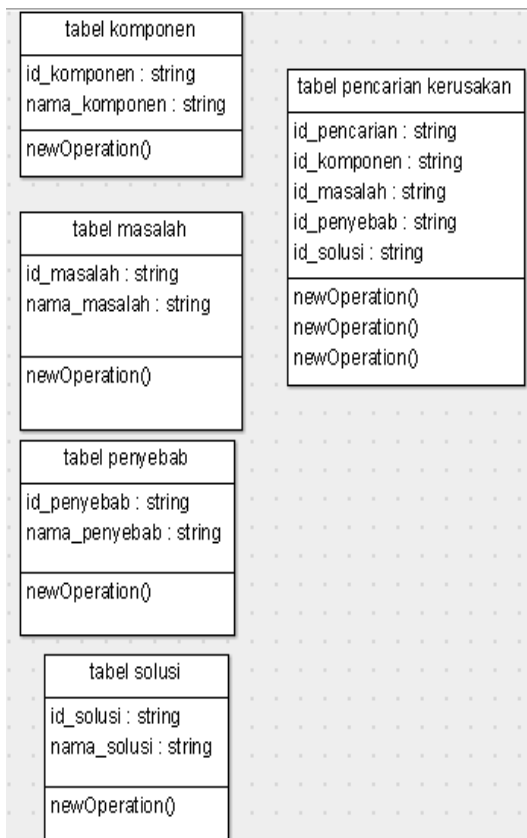 tabel komponen
id_komponen : string
nama_komponen : string
newOperation()
tabel masalah
id_masalah : string
nama_masalah : string
newOperation()
tabel penyebab
id_penyebab : string
nama_penyebab : string
newOperation()
tabel solusi
id_solusi : string
nama_solusi : string
newOperation()
tabel pencarian kerusakan
id_pencarian : string
id_komponen : string
id_masalah : string
id_penyebab : string
id_solusi : string
newOperation()
newOperation()
newOperation()